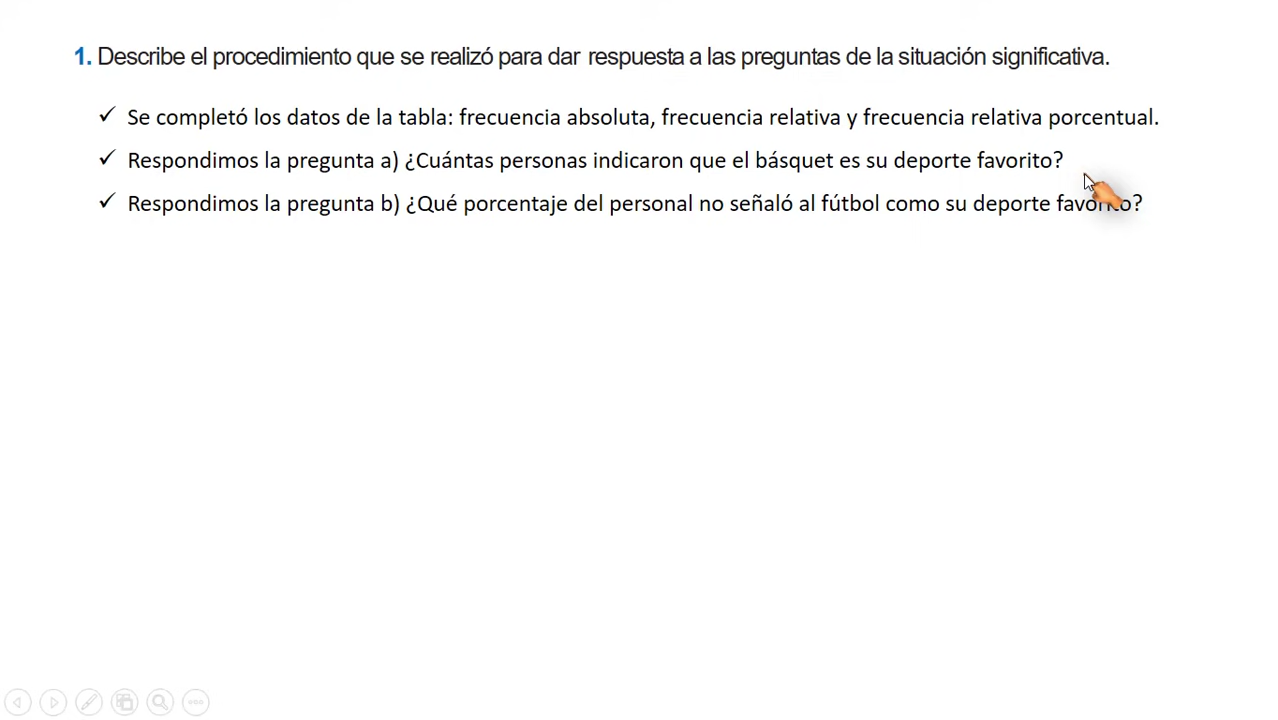 1. Describe el procedimiento que se realizó para dar respuesta a las preguntas de la situación significativa.
✓ Se completó los datos de la tabla: frecuencia absoluta, frecuencia relativa y frecuencia relativa porcentual.
✓ Respondimos la pregunta a) ¿Cuántas personas indicaron que el básquet es su deporte favorito?
✓ Respondimos la pregunta b) ¿Qué porcentaje del personal no señaló al fútbol como su deporte favorito?